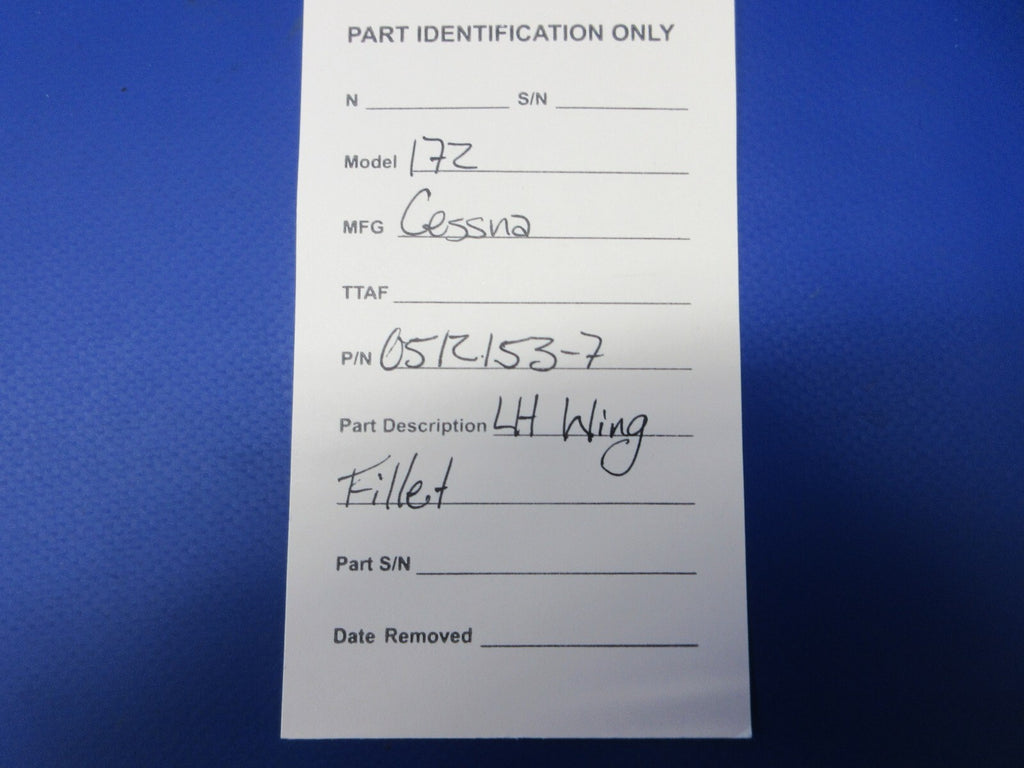 PART IDENTIFICATION ONLY
N S/N
Model 172
MFG Cessna
TTAF
P/N 0512153-7
Part Description LH Wing
Fillet
Part S/N
Date Removed